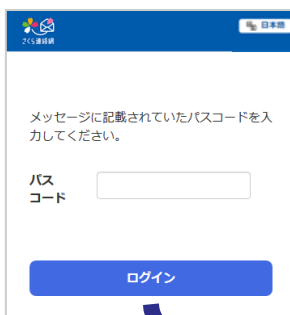 日本語
さくら連絡網
メッセージに記載されていたパスコードを入
力してください。
パス
コード
ログイン